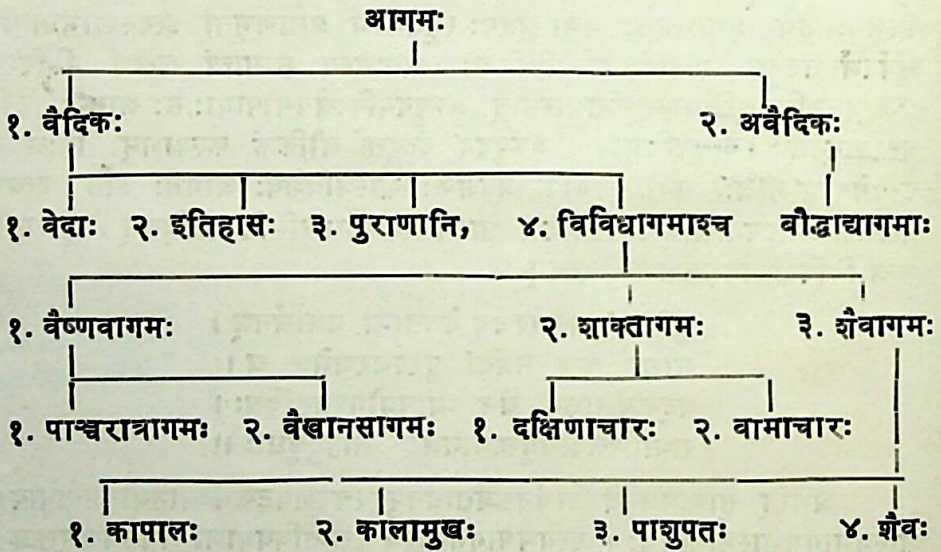 आगमः
१. वैदिकः २. अवैदिकः
१. वेदाः २. इतिहासः ३. पुराणानि, ४. विविधागमाश्च बौद्धाद्यागमाः
१. वैष्णवागमः २. शाक्तागमः ३. शैवागमः
१. पाञ्चरात्रागमः २. वैखानसागमः १. दक्षिणाचारः २. वामाचारः
१. कापालः २. कालामुखः ३. पाशुपतः ४. शैवः